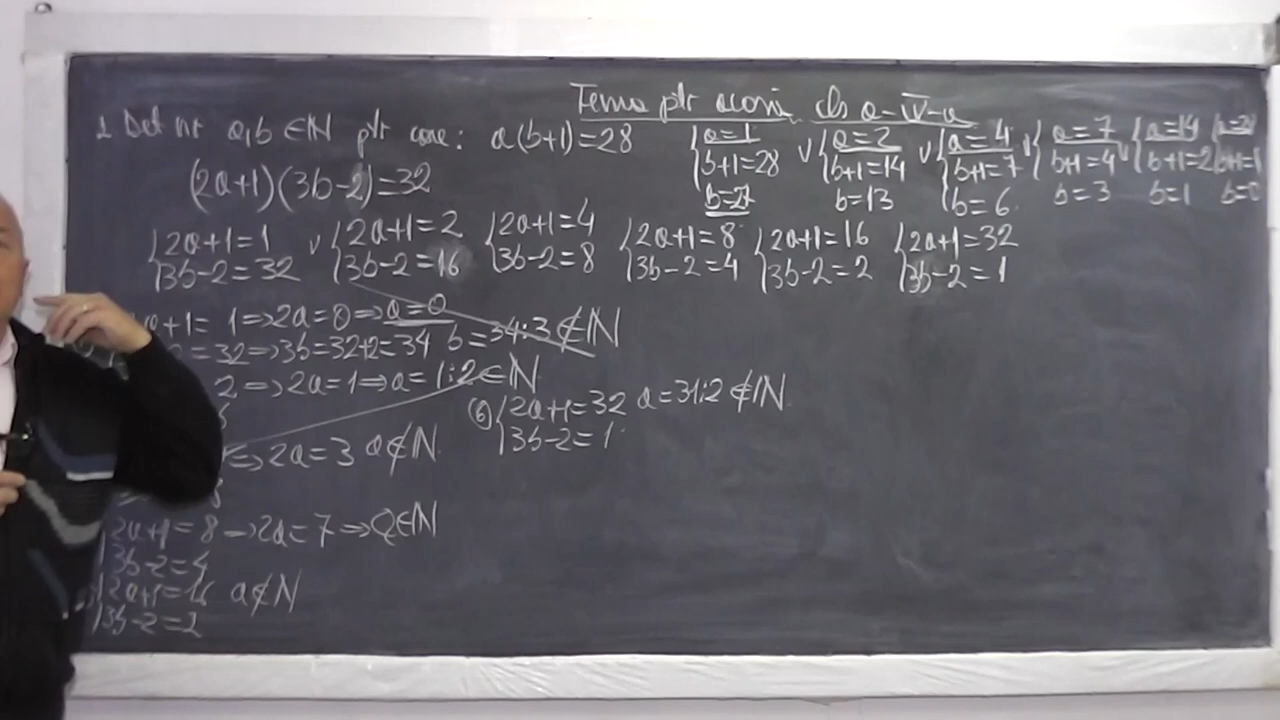 Tema ptr acasă cls a-IV-a
1 Det nr a,b ∈ ℕ ptr care: a(b+1)=28
{a=1 b+1=28 b=27 ∨ {a=2 b+1=14 b=13 ∨ {a=4 b+1=7 b=6 ∨ {a=7 b+1=4 b=3 ∨ {a=14 b+1=2 b=1 {a=28 b+1=1 b=0
(2a+1)(3b-2)=32
{2a+1=1 ∨ {2a+1=2 {2a+1=4 {2a+1=8 {2a+1=16 {2a+1=32
3b-2=32 3b-2=16 3b-2=8 3b-2=4 3b-2=2 3b-2=1
+1= 1⇒2a=0⇒a=0
=32⇒3b=32+2=34 b=34:3 ∉ℕ
2 ⇒2a=1⇒a=1:2∈ℕ
⇒2a=3 a∉ℕ
2a+1=8→2a=7⇒a∈ℕ
3b-2=4
2a+1=16 a∉ℕ
3b-2=2
⑥ {2a+1=32 a=31:2 ∉ℕ
3b-2=1